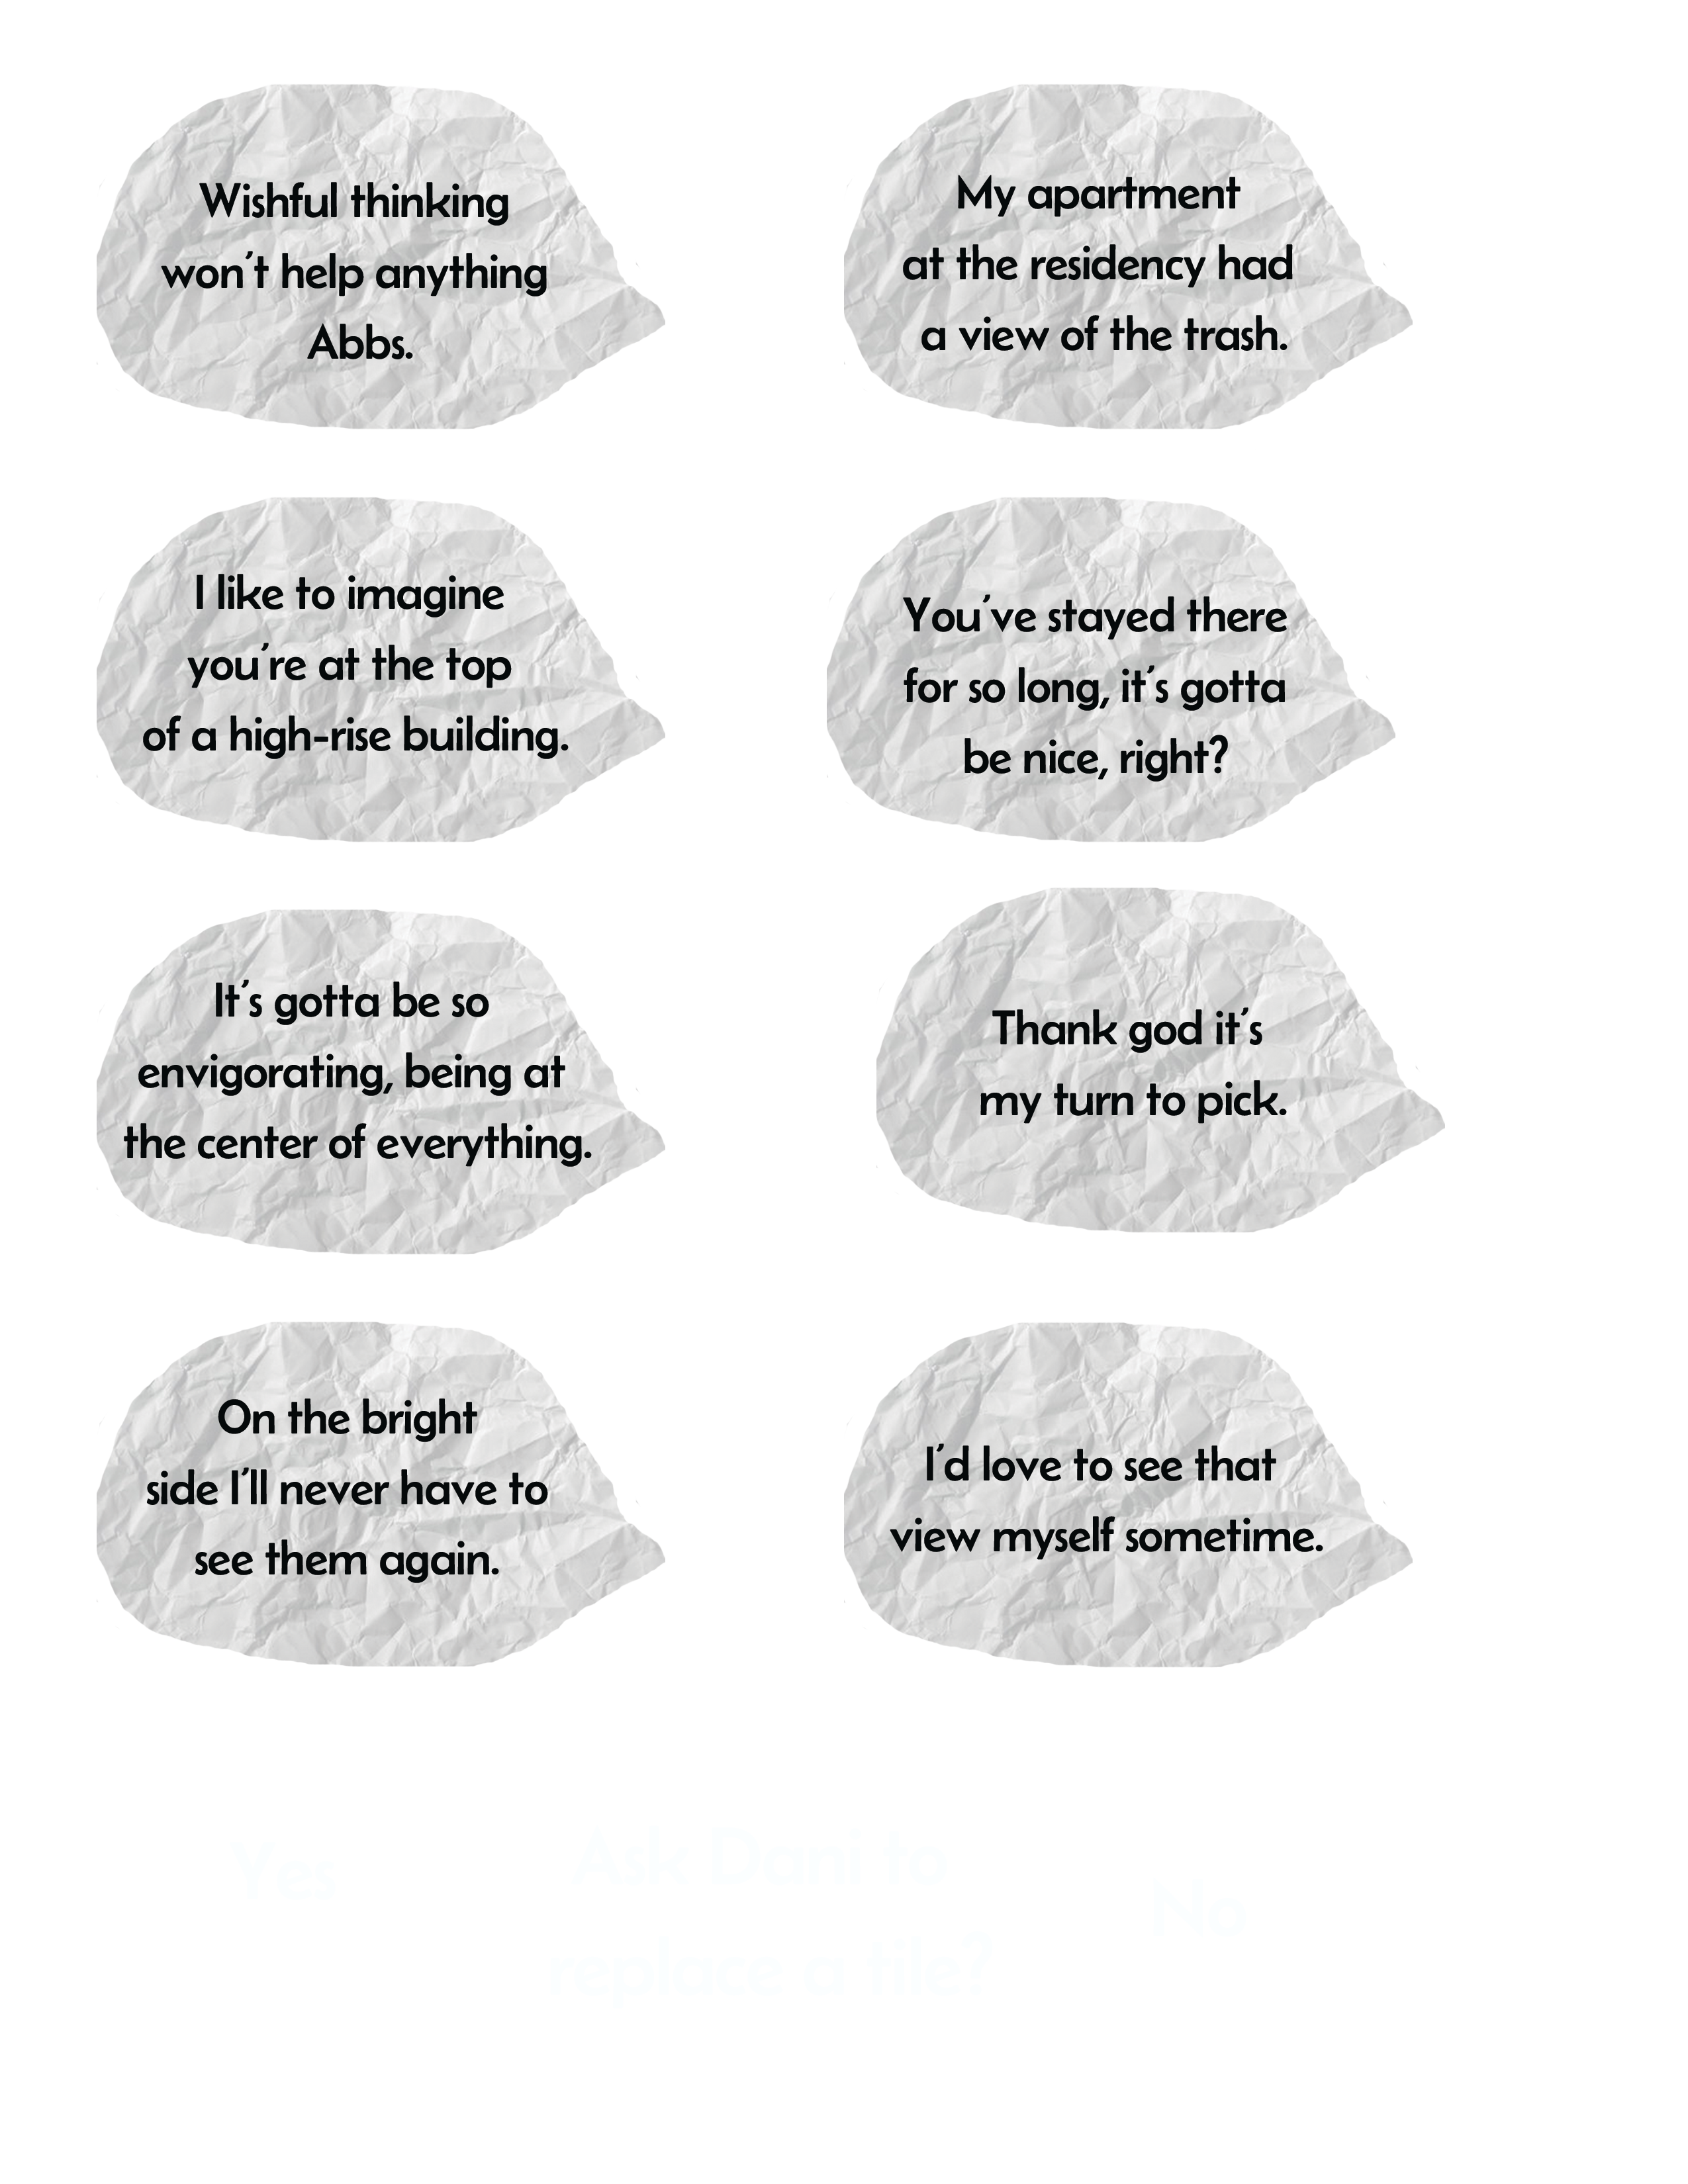 Wishful thinking
won't help anything
Abbs.
My apartment
at the residency had
a view of the trash.
I like to imagine
you're at the top
of a high-rise building.
You've stayed there
for so long, it's gotta
be nice, right?
It's gotta be so
envigorating, being at
the center of everything.
Thank god it's
my turn to pick.
On the bright
side I'll never have to
see them again.
I'd love to see that
view myself sometime.
Yes
Ask Dani to
replace a tile?
No